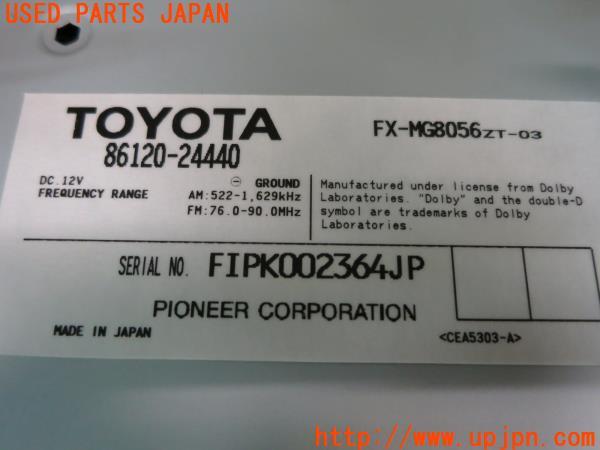 USED PARTS JAPAN
TOYOTA
FX-MG8056ZT-03
86120-24440
DC.12V
⊖ GROUND
FREQUENCY RANGE
AM:522-1,629kHz
FM:76.0-90.0MHz
Manufactured under license from Dolby
Laboratories. "Dolby" and the double-D
symbol are trademarks of Dolby
Laboratories.
SERIAL NO. FIPK002364JP
PIONEER CORPORATION
MADE IN JAPAN
<CEA5303-A>
http://www.upjpn.com